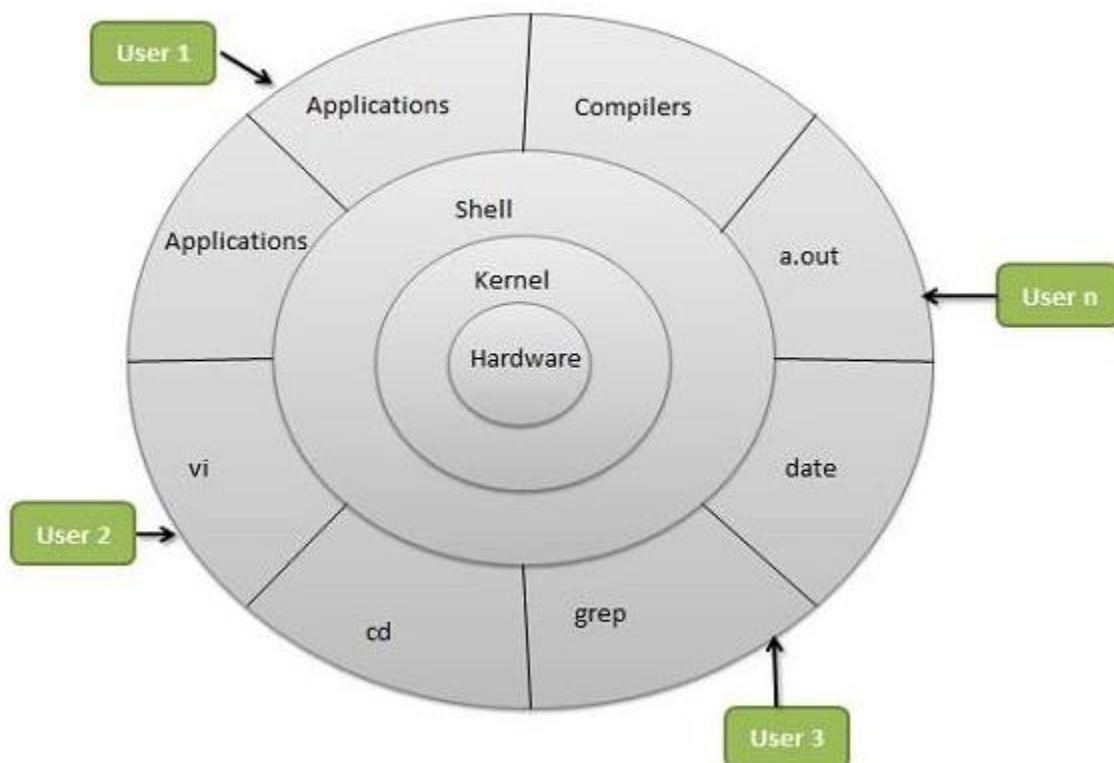 User 1
Applications
Compilers
Shell
Applications
a.out
Kernel
User n
Hardware
vi
date
User 2
grep
cd
User 3